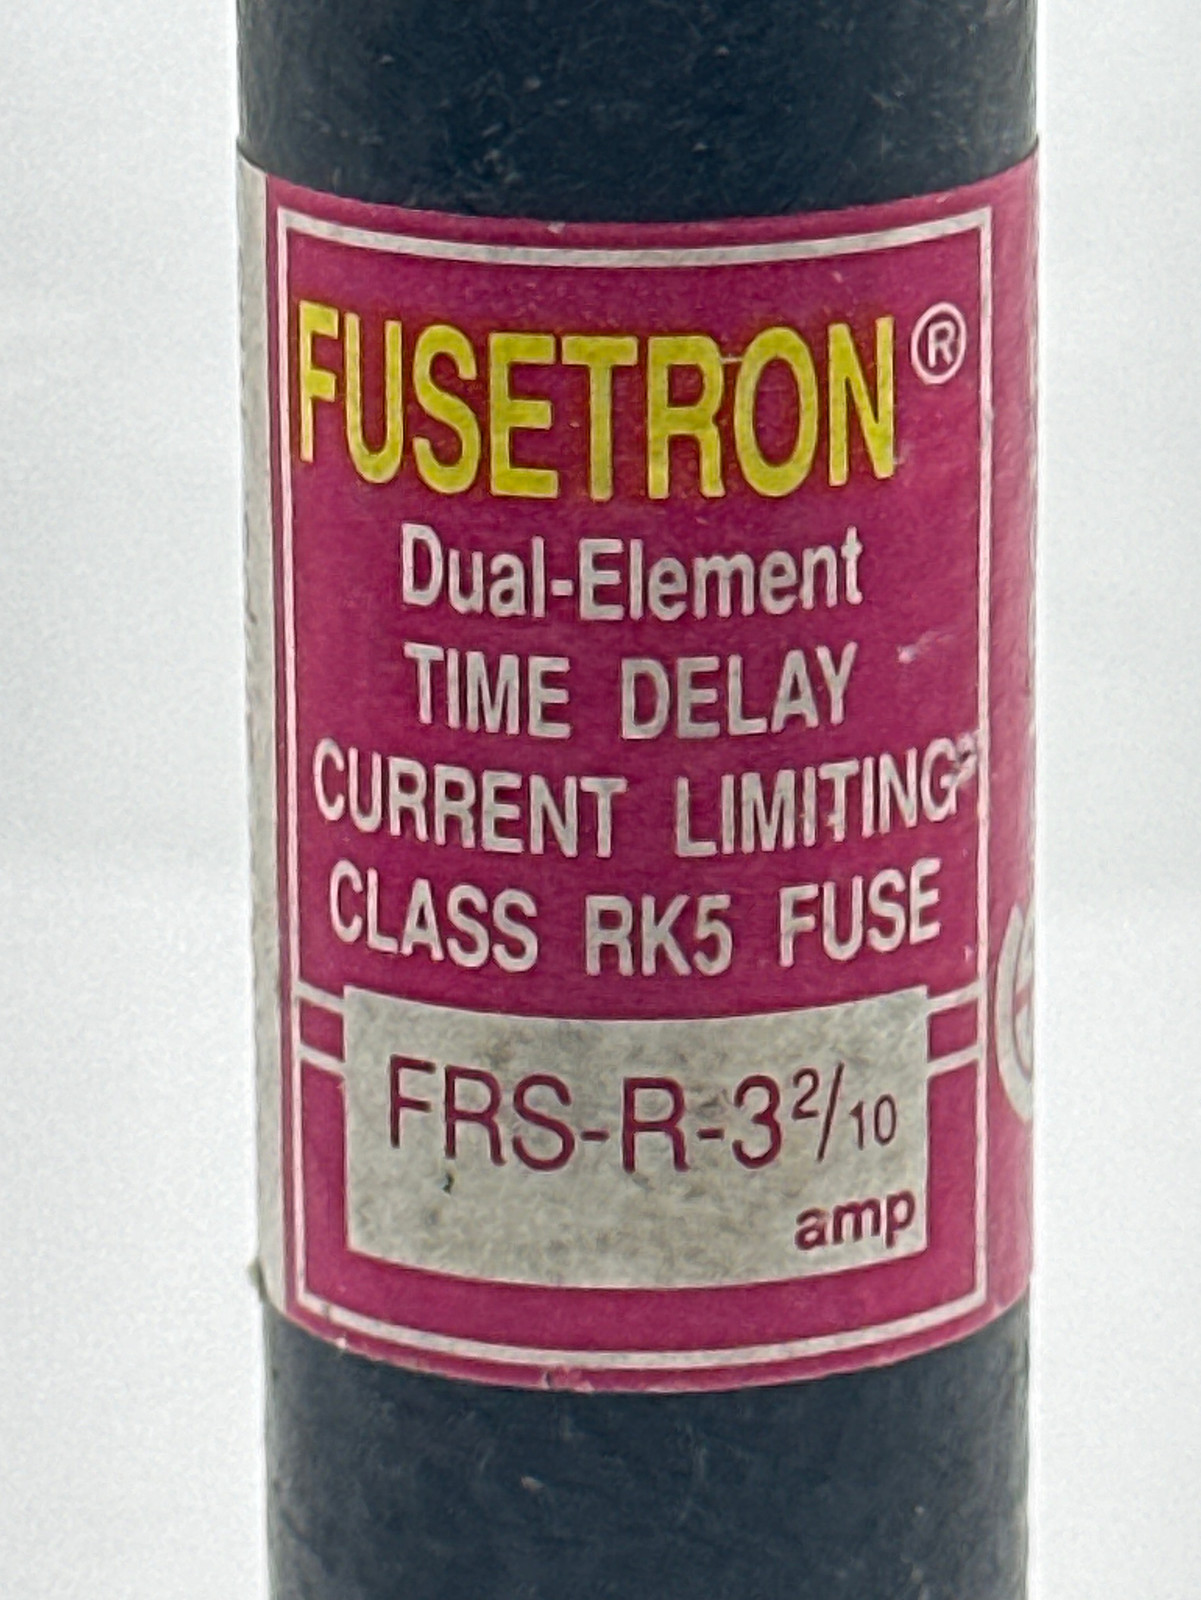 FUSETRON®
Dual-Element
TIME DELAY
CURRENT LIMITING
CLASS RK5 FUSE
FRS-R-3 2/10
amp